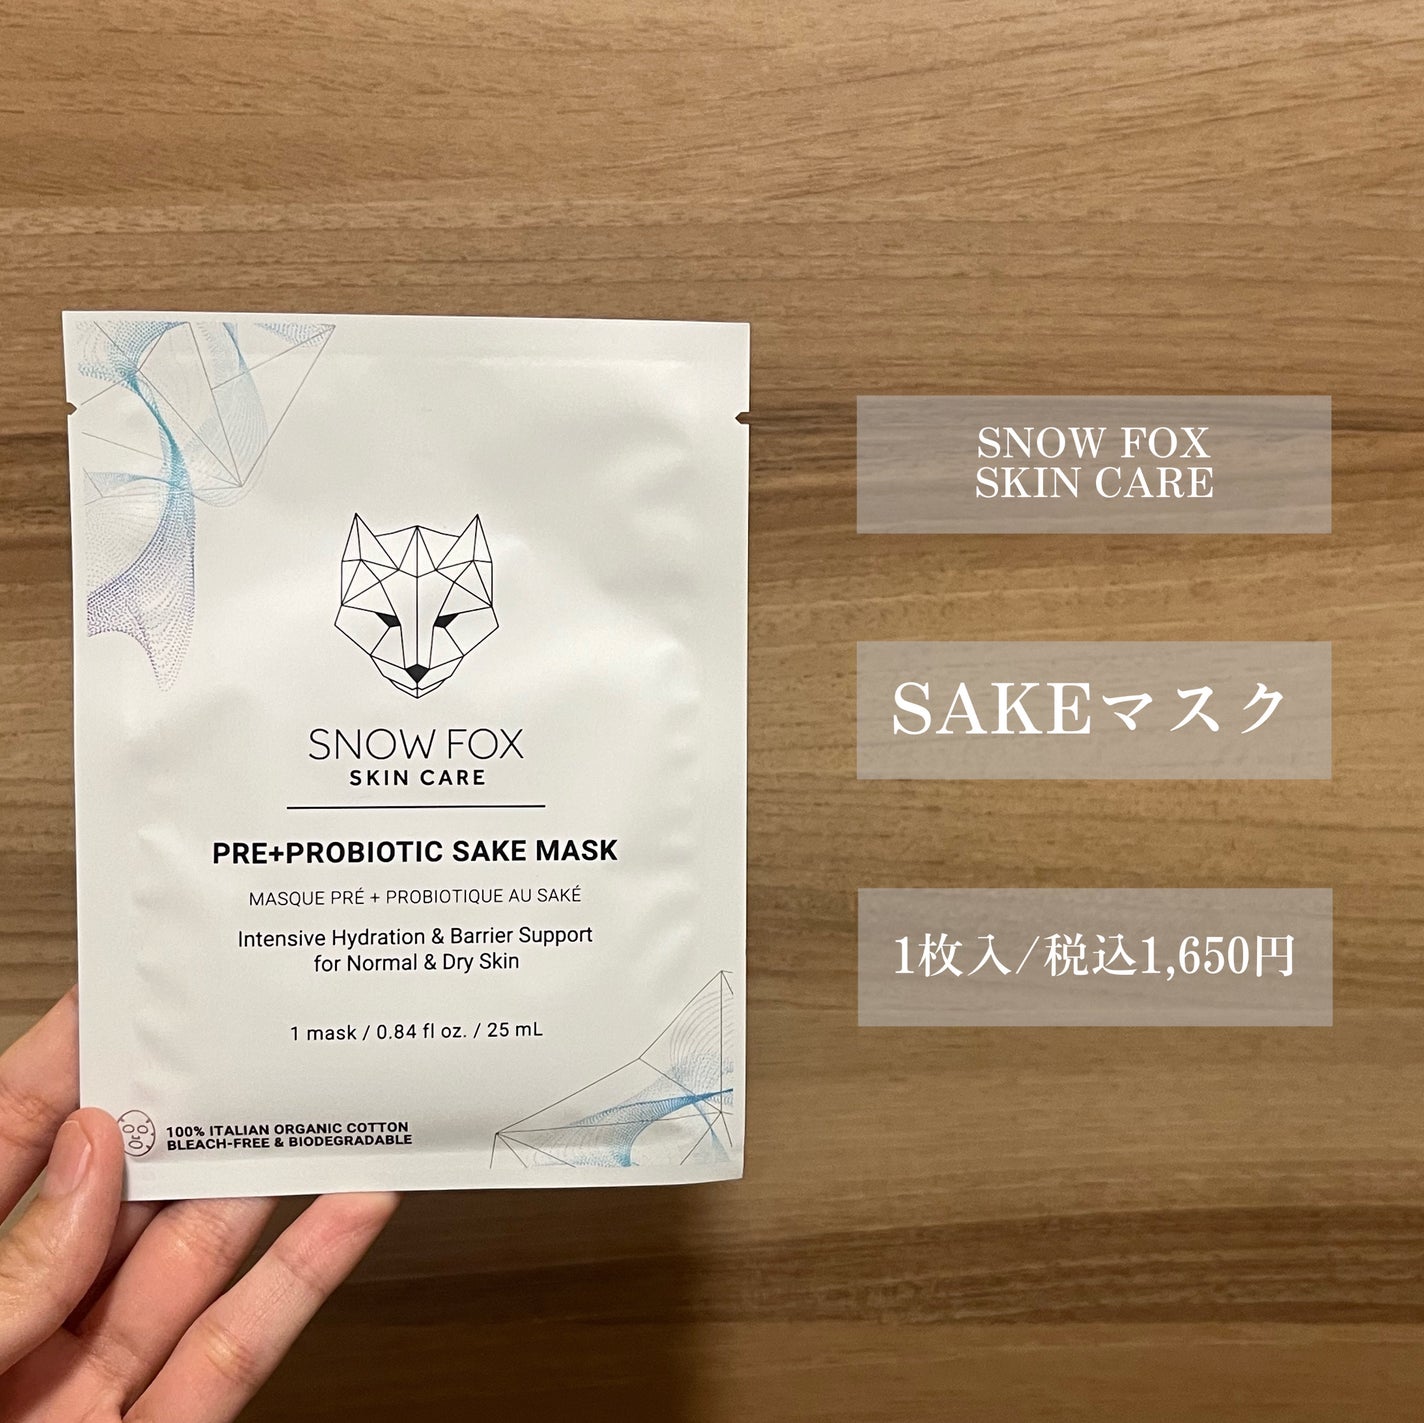 SNOW FOX
SKIN CARE
PRE+PROBIOTIC SAKE MASK
MASQUE PRÉ + PROBIOTIQUE AU SAKÉ
Intensive Hydration & Barrier Support
for Normal & Dry Skin
1 mask / 0.84 fl oz. / 25 mL
100% ITALIAN ORGANIC COTTON
BLEACH-FREE & BIODEGRADABLE
SNOW FOX
SKIN CARE
SAKEマスク
1枚入/税込1,650円